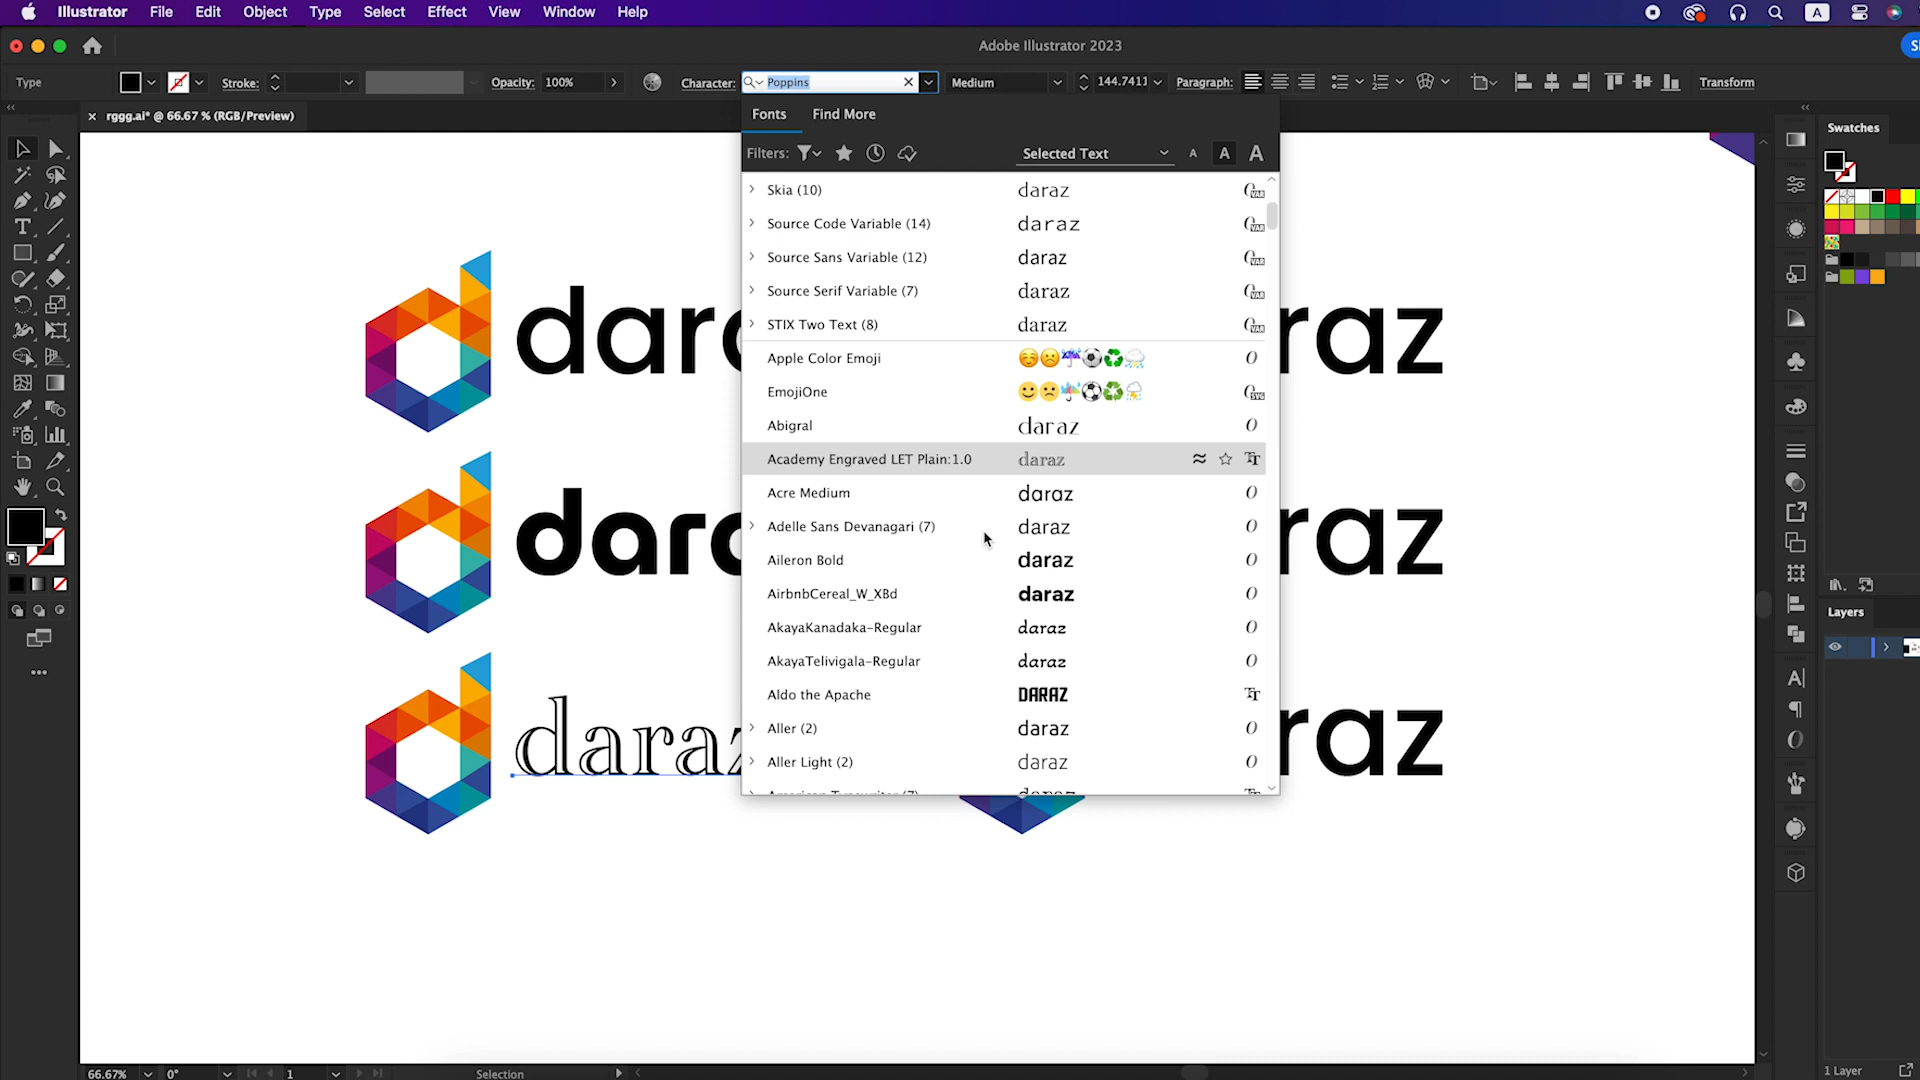 Illustrator File Edit Object Type Select Effect View Window Help
A
Adobe Illustrator 2023
Type Stroke: Opacity: 100% Character: Poppins Medium 144.7411 Paragraph: Transform
rggg.ai* @ 66.67 % (RGB/Preview)
Fonts Find More
Filters: Selected Text A A A
Skia (10) daraz
Source Code Variable (14) daraz
Source Sans Variable (12) daraz
Source Serif Variable (7) daraz
STIX Two Text (8) daraz
Apple Color Emoji
EmojiOne
Abigral daraz
Academy Engraved LET Plain:1.0 daraz
Acre Medium daraz
Adelle Sans Devanagari (7) daraz
Aileron Bold daraz
AirbnbCereal_W_XBd daraz
AkayaKanadaka-Regular daraz
AkayaTelivigala-Regular daraz
Aldo the Apache DARAZ
Aller (2) daraz
Aller Light (2) daraz
American Typewriter (7) daraz
dara raz
dara raz
daraz raz
Swatches
Layers
1 Layer
66.67% 0° 1 Selection